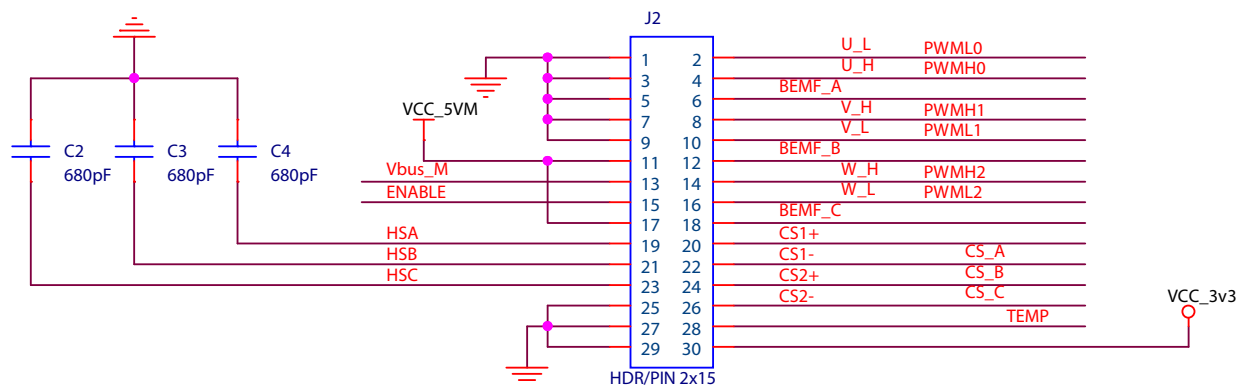 J2
1 2 U_L PWML0
3 4 U_H PWMH0
5 6 BEMF_A
7 8 V_H PWMH1
VCC_5VM
9 10 V_L PWML1
C2 C3 C4
680pF 680pF 680pF
11 12 BEMF_B
Vbus_M 13 14 W_H PWMH2
ENABLE 15 16 W_L PWML2
17 18 BEMF_C
HSA 19 20 CS1+
HSB 21 22 CS1- CS_A
HSC 23 24 CS2+ CS_B
25 26 CS2- CS_C
VCC_3v3
27 28 TEMP
29 30
HDR/PIN 2x15